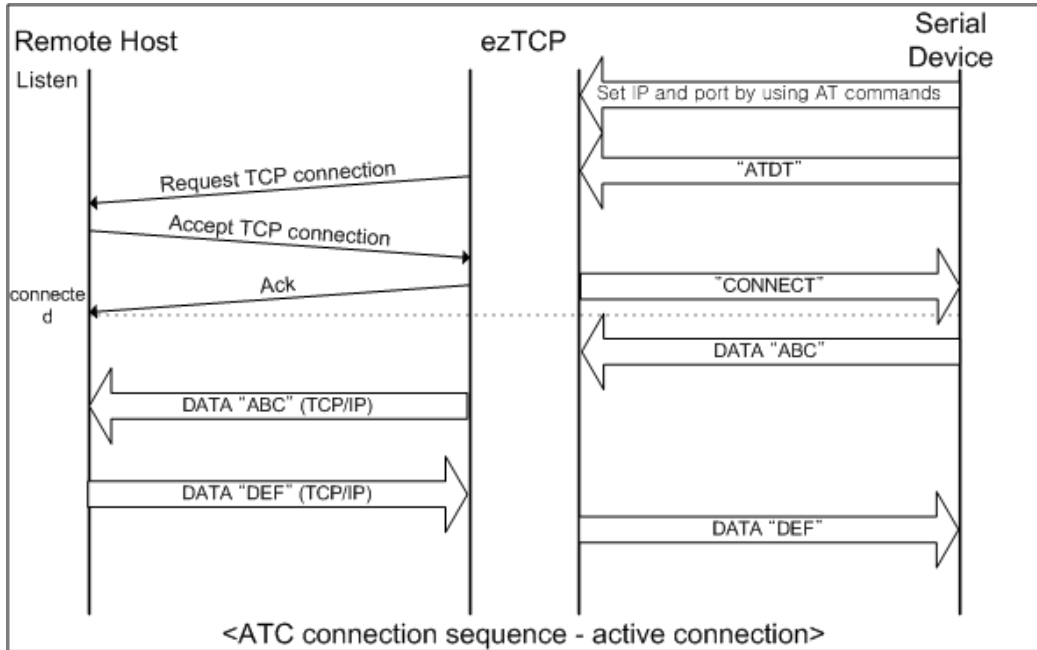 Remote Host
ezTCP
Serial
Device
Listen
Set IP and port by using AT commands
"ATDT"
Request TCP connection
Accept TCP connection
Ack
"CONNECT"
connecte
d
DATA "ABC"
DATA "ABC" (TCP/IP)
DATA "DEF" (TCP/IP)
DATA "DEF"
<ATC connection sequence - active connection>